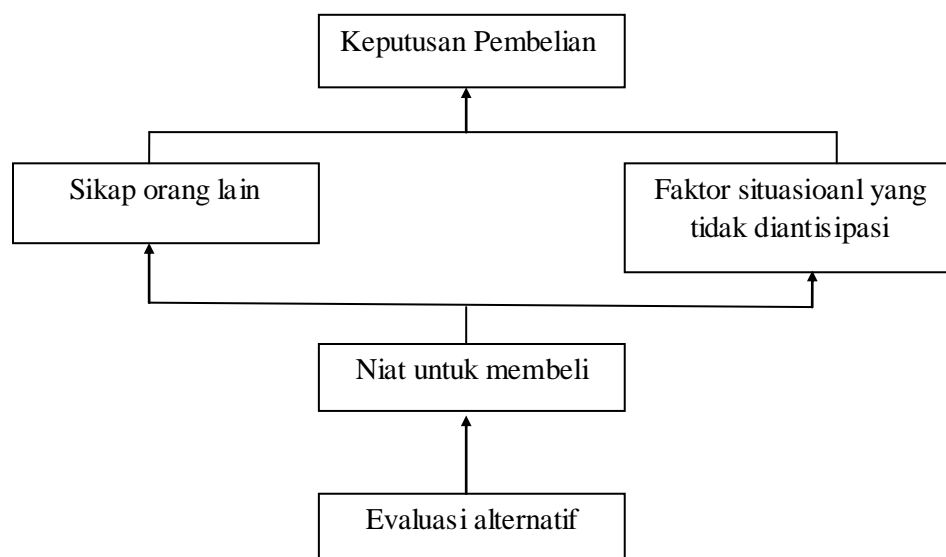 Keputusan Pembelian
Sikap orang lain
Faktor situasioanl yang
tidak diantisipasi
Niat untuk membeli
Evaluasi alternatif